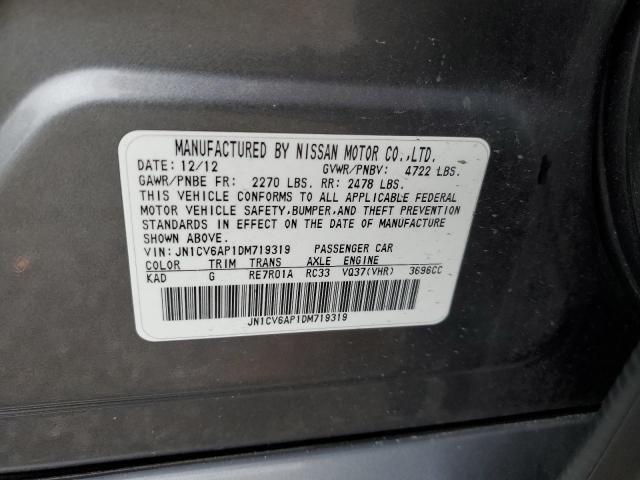 MANUFACTURED BY NISSAN MOTOR CO.,LTD.
DATE: 12/12 GVWR/PNBV: 4722 LBS.
GAWR/PNBE FR: 2270 LBS. RR: 2478 LBS.
THIS VEHICLE CONFORMS TO ALL APPLICABLE FEDERAL
MOTOR VEHICLE SAFETY,BUMPER,AND THEFT PREVENTION
STANDARDS IN EFFECT ON THE DATE OF MANUFACTURE
SHOWN ABOVE.
VIN: JN1CV6AP1DM719319 PASSENGER CAR
COLOR TRIM TRANS AXLE ENGINE
KAD G RE7R01A RC33 VQ37(VHR) 3696CC
JN1CV6AP1DM719319